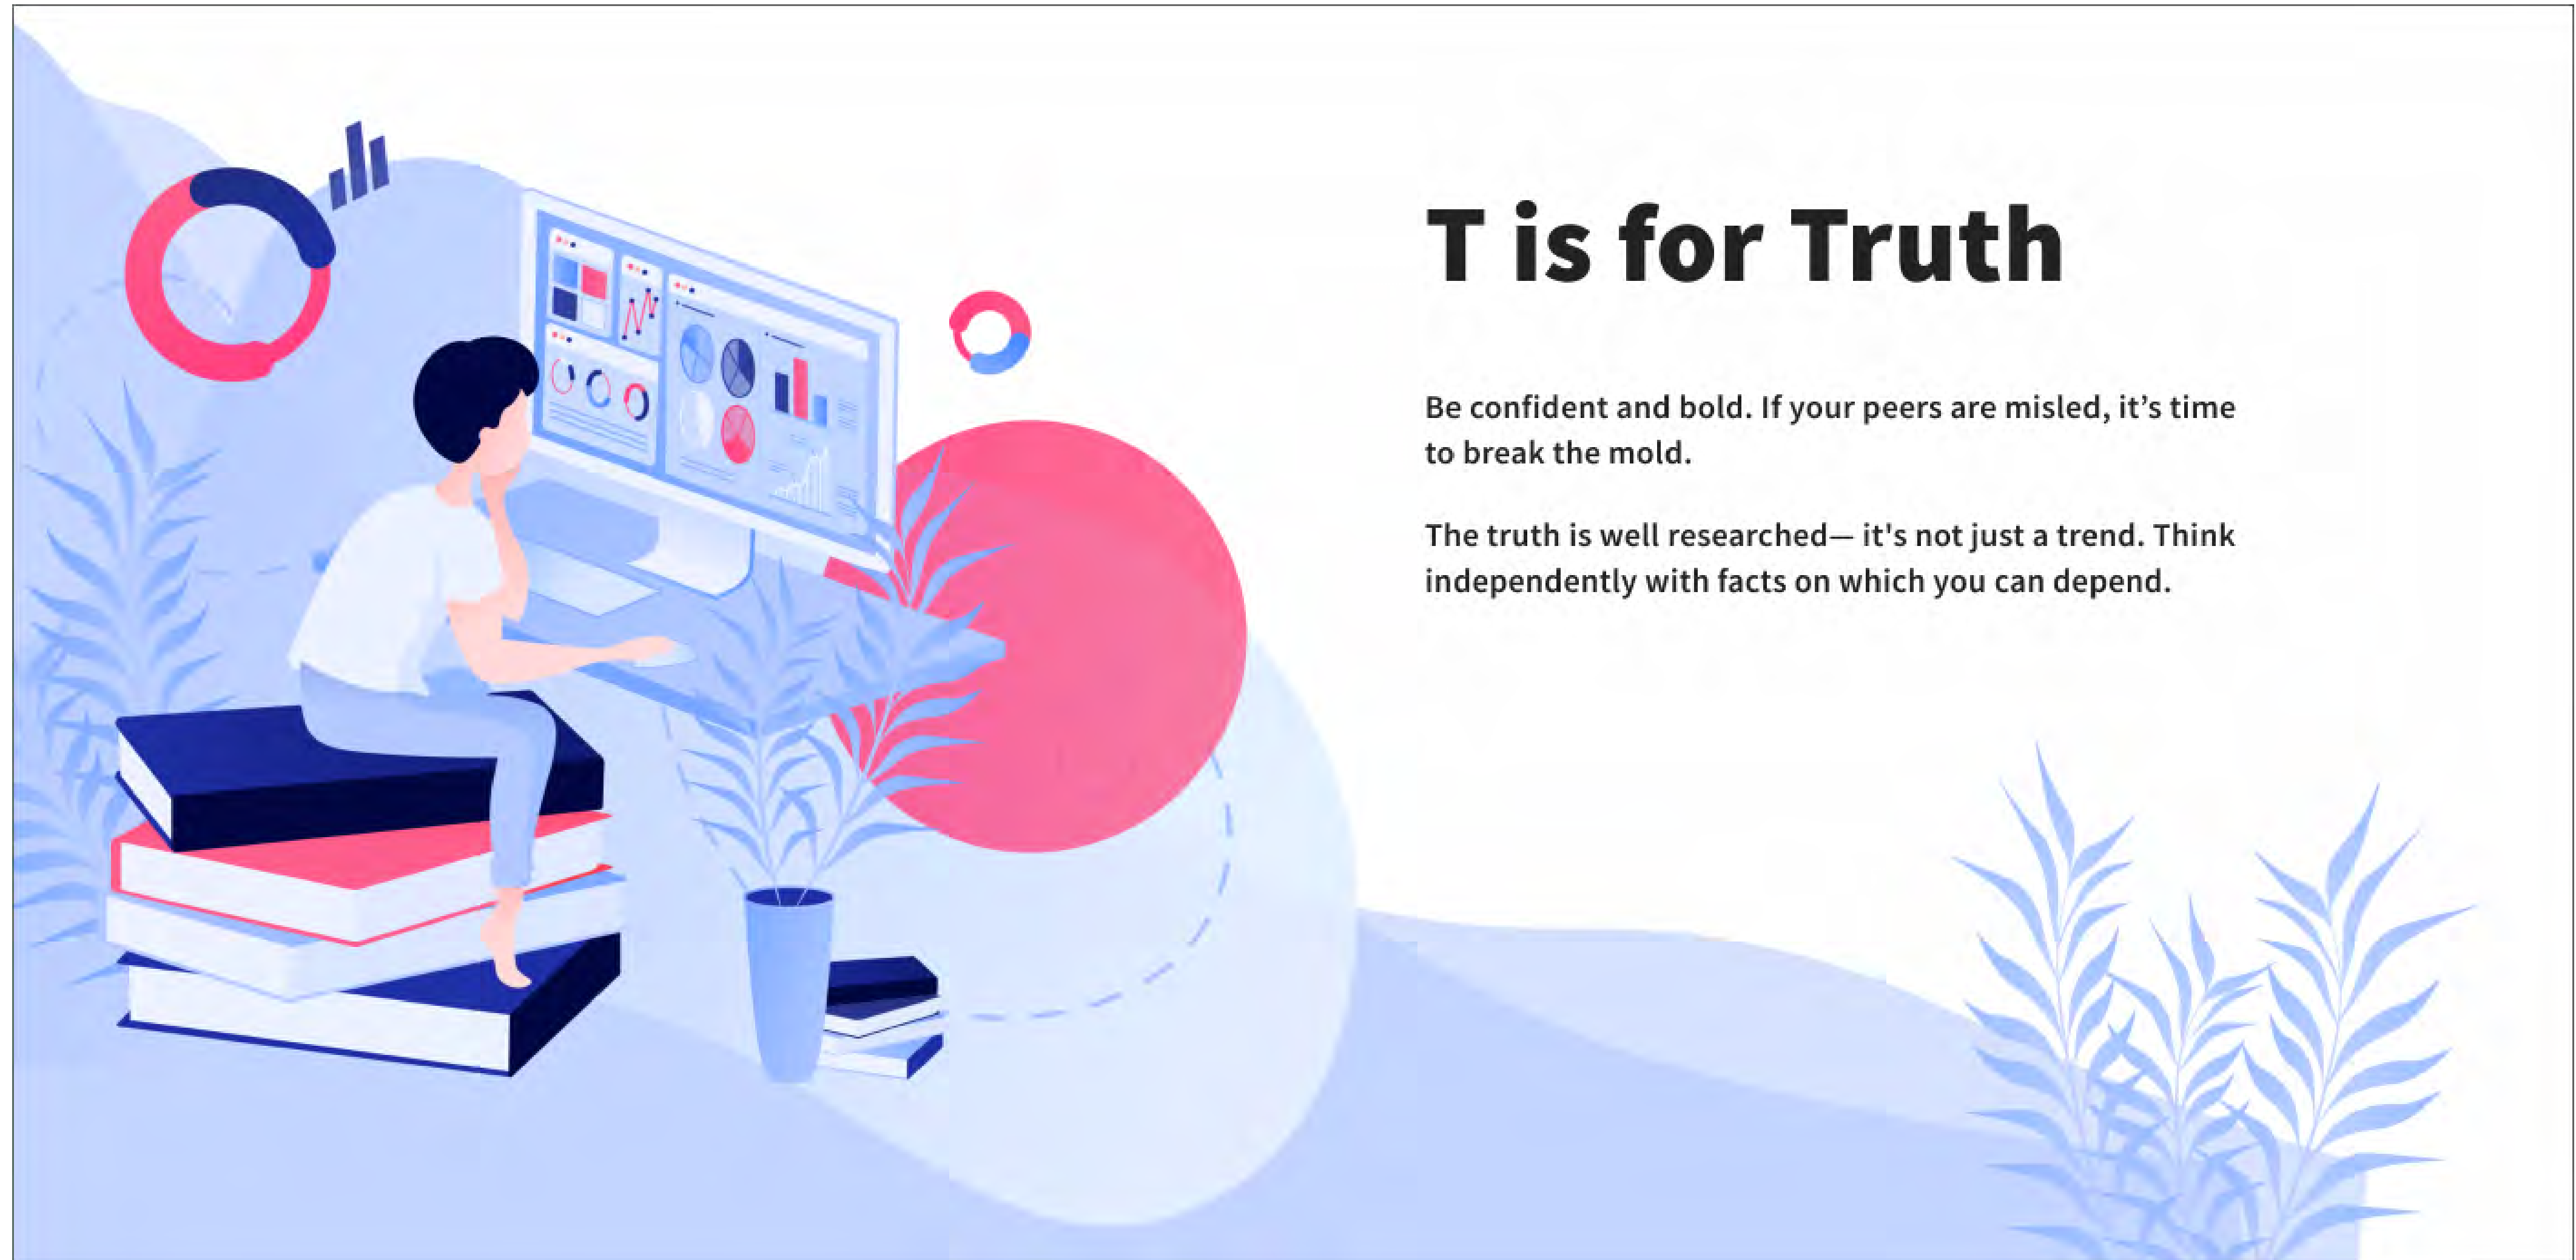 T is for Truth
Be confident and bold. If your peers are misled, it’s time
to break the mold.
The truth is well researched— it's not just a trend. Think
independently with facts on which you can depend.